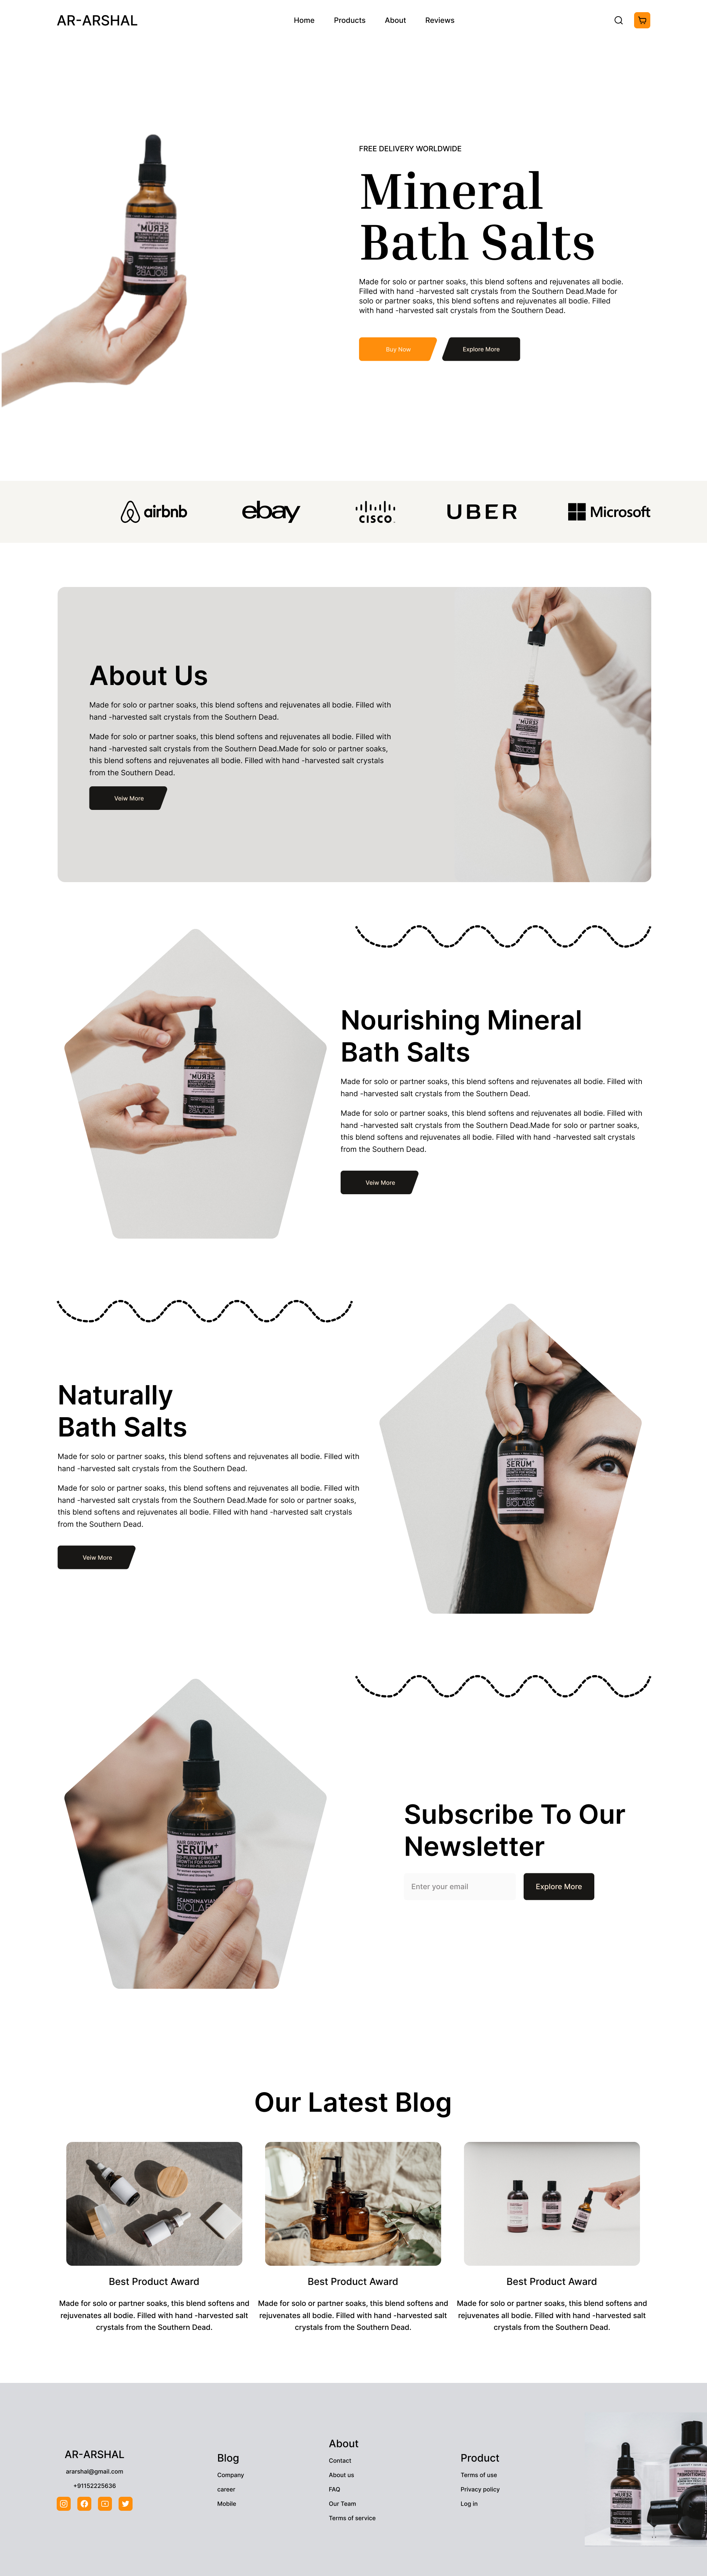 AR-ARSHAL
Home Products About Reviews
FREE DELIVERY WORLDWIDE
Mineral
Bath Salts
Made for solo or partner soaks, this blend softens and rejuvenates all bodie.
Filled with hand -harvested salt crystals from the Southern Dead.Made for
solo or partner soaks, this blend softens and rejuvenates all bodie. Filled
with hand -harvested salt crystals from the Southern Dead.
Buy Now Explore More
airbnb ebay CISCO UBER Microsoft
About Us
Made for solo or partner soaks, this blend softens and rejuvenates all bodie. Filled with
hand -harvested salt crystals from the Southern Dead.
Made for solo or partner soaks, this blend softens and rejuvenates all bodie. Filled with
hand -harvested salt crystals from the Southern Dead.Made for solo or partner soaks,
this blend softens and rejuvenates all bodie. Filled with hand -harvested salt crystals
from the Southern Dead.
Veiw More
SERUM+
BIOLABS
Nourishing Mineral
Bath Salts
Made for solo or partner soaks, this blend softens and rejuvenates all bodie. Filled with
hand -harvested salt crystals from the Southern Dead.
Made for solo or partner soaks, this blend softens and rejuvenates all bodie. Filled with
hand -harvested salt crystals from the Southern Dead.Made for solo or partner soaks,
this blend softens and rejuvenates all bodie. Filled with hand -harvested salt crystals
from the Southern Dead.
Veiw More
Naturally
Bath Salts
Made for solo or partner soaks, this blend softens and rejuvenates all bodie. Filled with
hand -harvested salt crystals from the Southern Dead.
Made for solo or partner soaks, this blend softens and rejuvenates all bodie. Filled with
hand -harvested salt crystals from the Southern Dead.Made for solo or partner soaks,
this blend softens and rejuvenates all bodie. Filled with hand -harvested salt crystals
from the Southern Dead.
Veiw More
HAIR GROWTH
SERUM+
SCANDINAVIAN
BIOLABS
HAIR GROWTH
SERUM+
GROWTH FOR WOMEN
SCANDINAVIAN
BIOLABS
Subscribe To Our
Newsletter
Enter your email Explore More
Our Latest Blog
Best Product Award
Made for solo or partner soaks, this blend softens and
rejuvenates all bodie. Filled with hand -harvested salt
crystals from the Southern Dead.
Best Product Award
Made for solo or partner soaks, this blend softens and
rejuvenates all bodie. Filled with hand -harvested salt
crystals from the Southern Dead.
Best Product Award
Made for solo or partner soaks, this blend softens and
rejuvenates all bodie. Filled with hand -harvested salt
crystals from the Southern Dead.
AR-ARSHAL
ararshal@gmail.com
+91152225636
Blog
Company
career
Mobile
About
Contact
About us
FAQ
Our Team
Terms of service
Product
Terms of use
Privacy policy
Log in